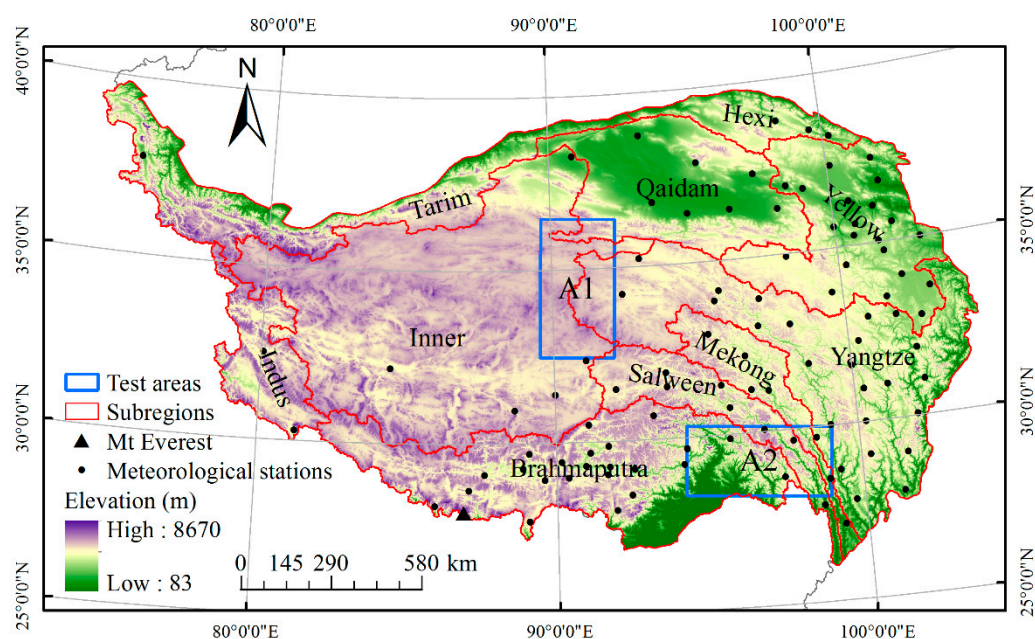 80°0'0"E 90°0'0"E 100°0'0"E
40°0'0"N
40°0'0"N
35°0'0"N
35°0'0"N
30°0'0"N
30°0'0"N
25°0'0"N
25°0'0"N
N
Hexi
Qaidam
Tarim
Yellow
A1
Inner
Mekong
Yangtze
Indus
Salween
Brahmaputra
A2
Test areas
Subregions
Mt Everest
Meteorological stations
Elevation (m)
High : 8670
Low : 83
0 145 290 580 km
80°0'0"E 90°0'0"E 100°0'0"E